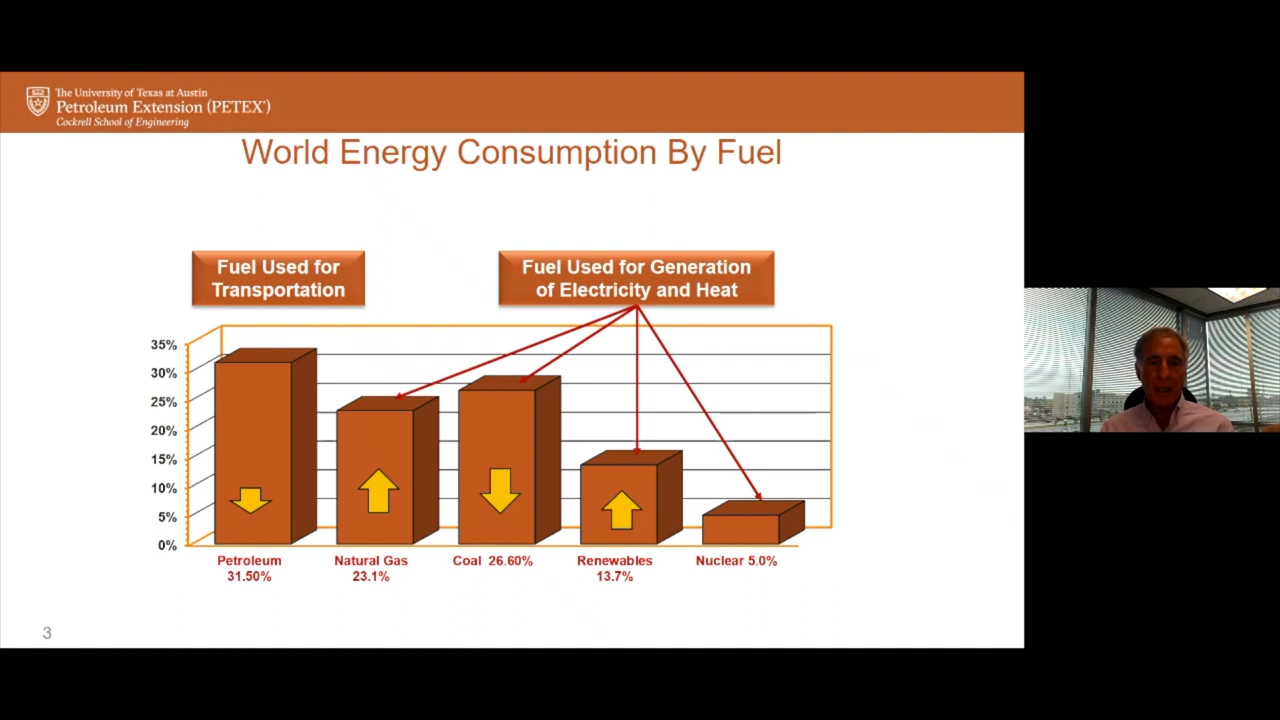 The University of Texas at Austin
Petroleum Extension (PETEX®)
Cockrell School of Engineering
World Energy Consumption By Fuel
Fuel Used for
Transportation
Fuel Used for Generation
of Electricity and Heat
35%
30%
25%
20%
15%
10%
5%
0%
Petroleum
31.50%
Natural Gas
23.1%
Coal 26.60%
Renewables
13.7%
Nuclear 5.0%
3